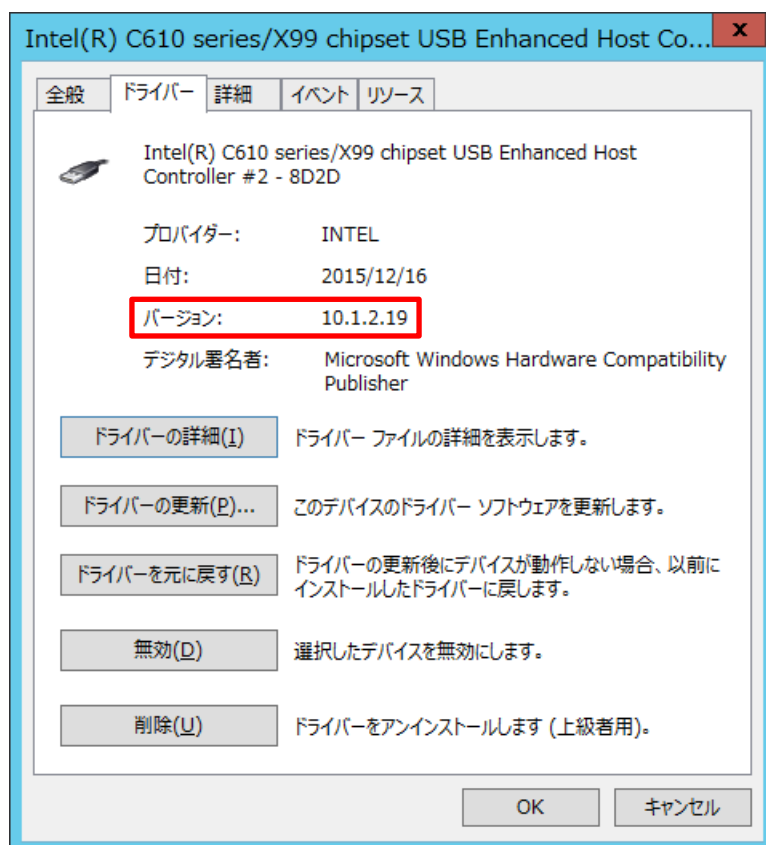 Intel(R) C610 series/X99 chipset USB Enhanced Host Co...
x
全般 ドライバー 詳細 イベント リソース
Intel(R) C610 series/X99 chipset USB Enhanced Host
Controller #2 - 8D2D
プロバイダー: INTEL
日付: 2015/12/16
バージョン: 10.1.2.19
デジタル署名者: Microsoft Windows Hardware Compatibility
Publisher
ドライバーの詳細(I) ドライバー ファイルの詳細を表示します。
ドライバーの更新(P)... このデバイスのドライバー ソフトウェアを更新します。
ドライバーを元に戻す(R) ドライバーの更新後にデバイスが動作しない場合、以前に
インストールしたドライバーに戻します。
無効(D) 選択したデバイスを無効にします。
削除(U) ドライバーをアンインストールします (上級者用)。
OK キャンセル